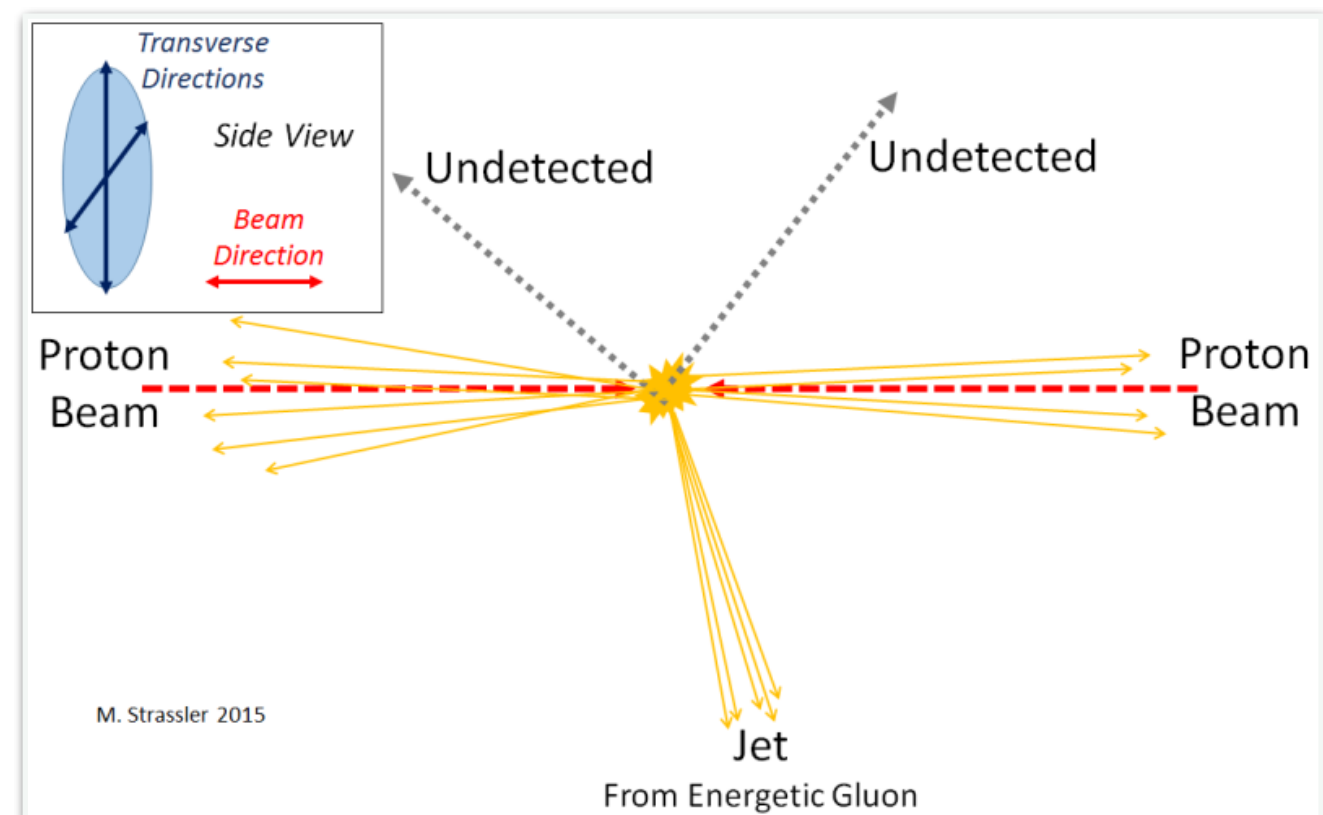 Transverse
Directions
Side View
Beam
Direction
Undetected
Undetected
Proton
Beam
Proton
Beam
M. Strassler 2015
Jet
From Energetic Gluon